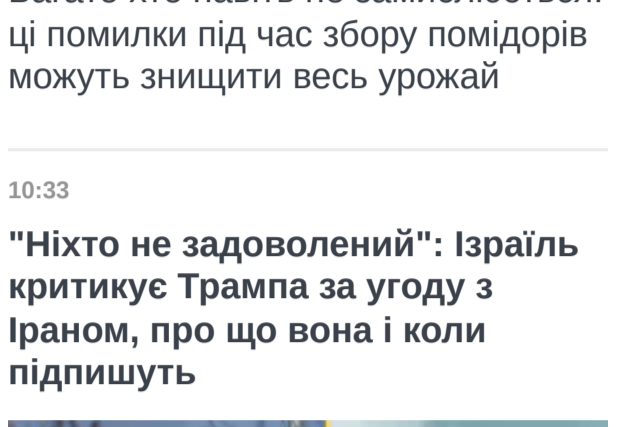 ці помилки під час збору помідорів
можуть знищити весь урожай
10:33
"Ніхто не задоволений": Ізраїль
критикує Трампа за угоду з
Іраном, про що вона і коли
підпишуть